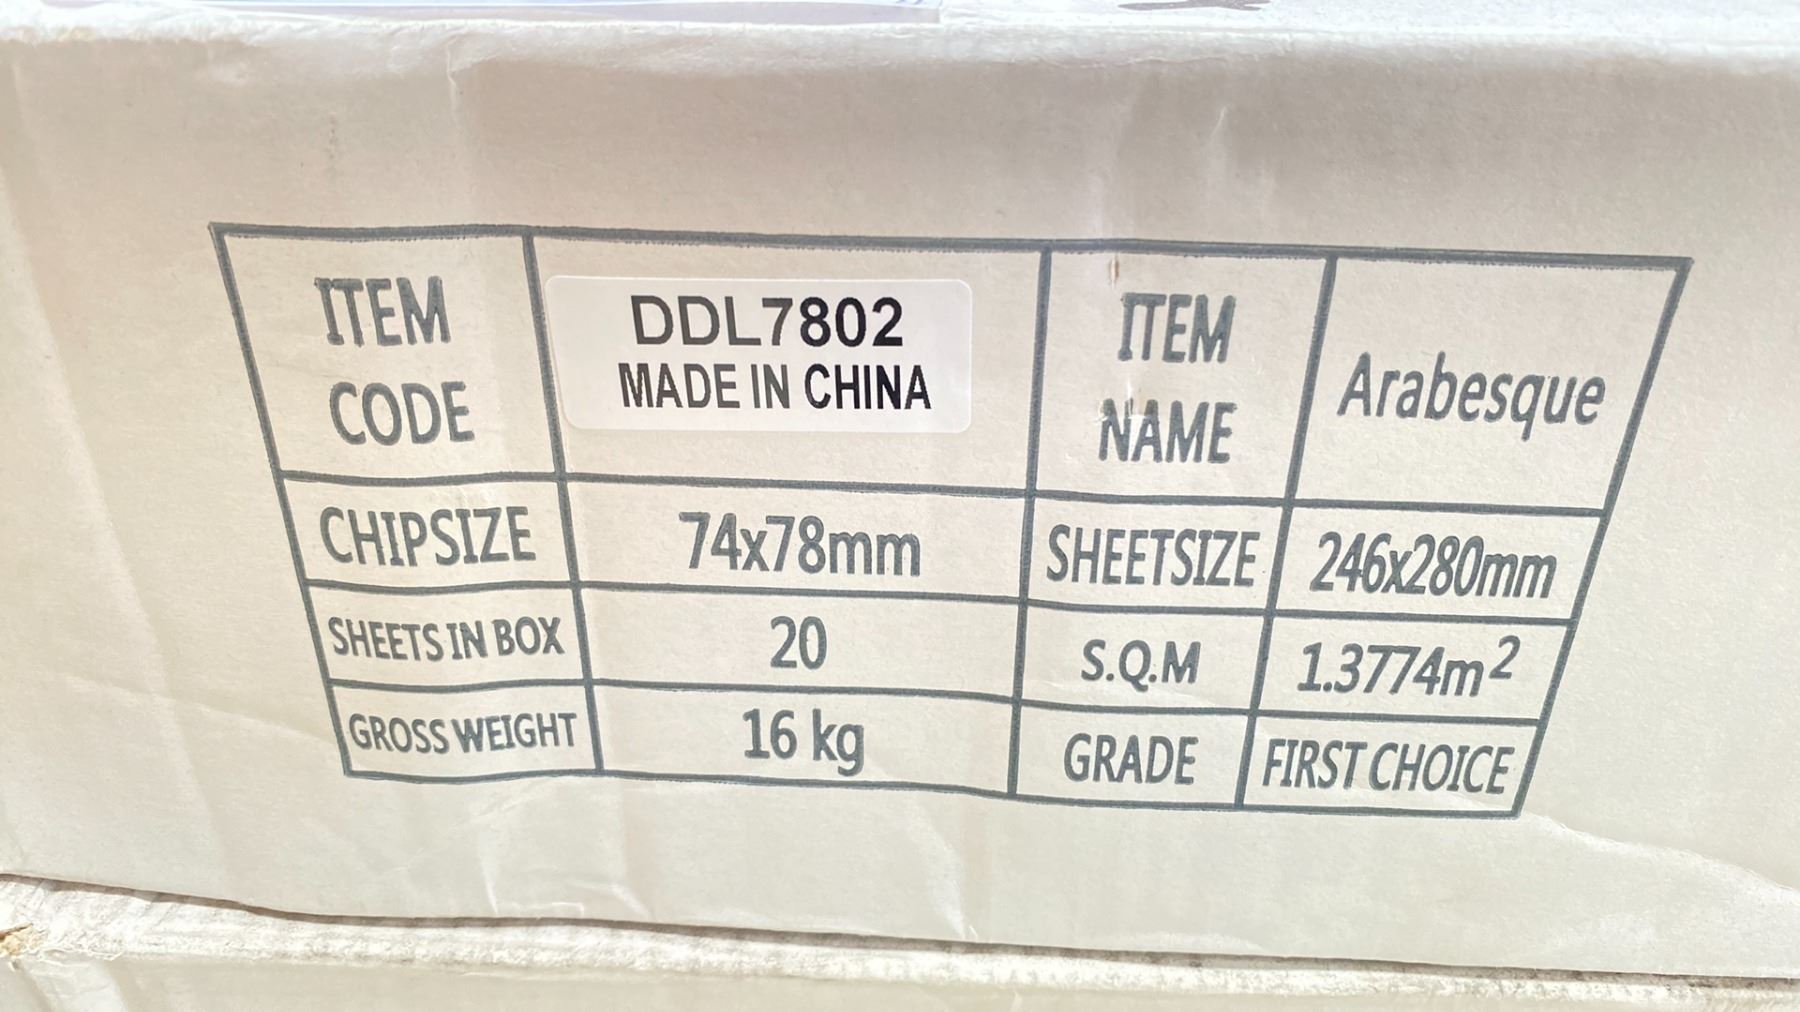 ITEM CODE
DDL7802
MADE IN CHINA
ITEM NAME
Arabesque
CHIPSIZE
74x78mm
SHEETSIZE
246x280mm
SHEETS IN BOX
20
S.Q.M
1.3774m²
GROSS WEIGHT
16 kg
GRADE
FIRST CHOICE